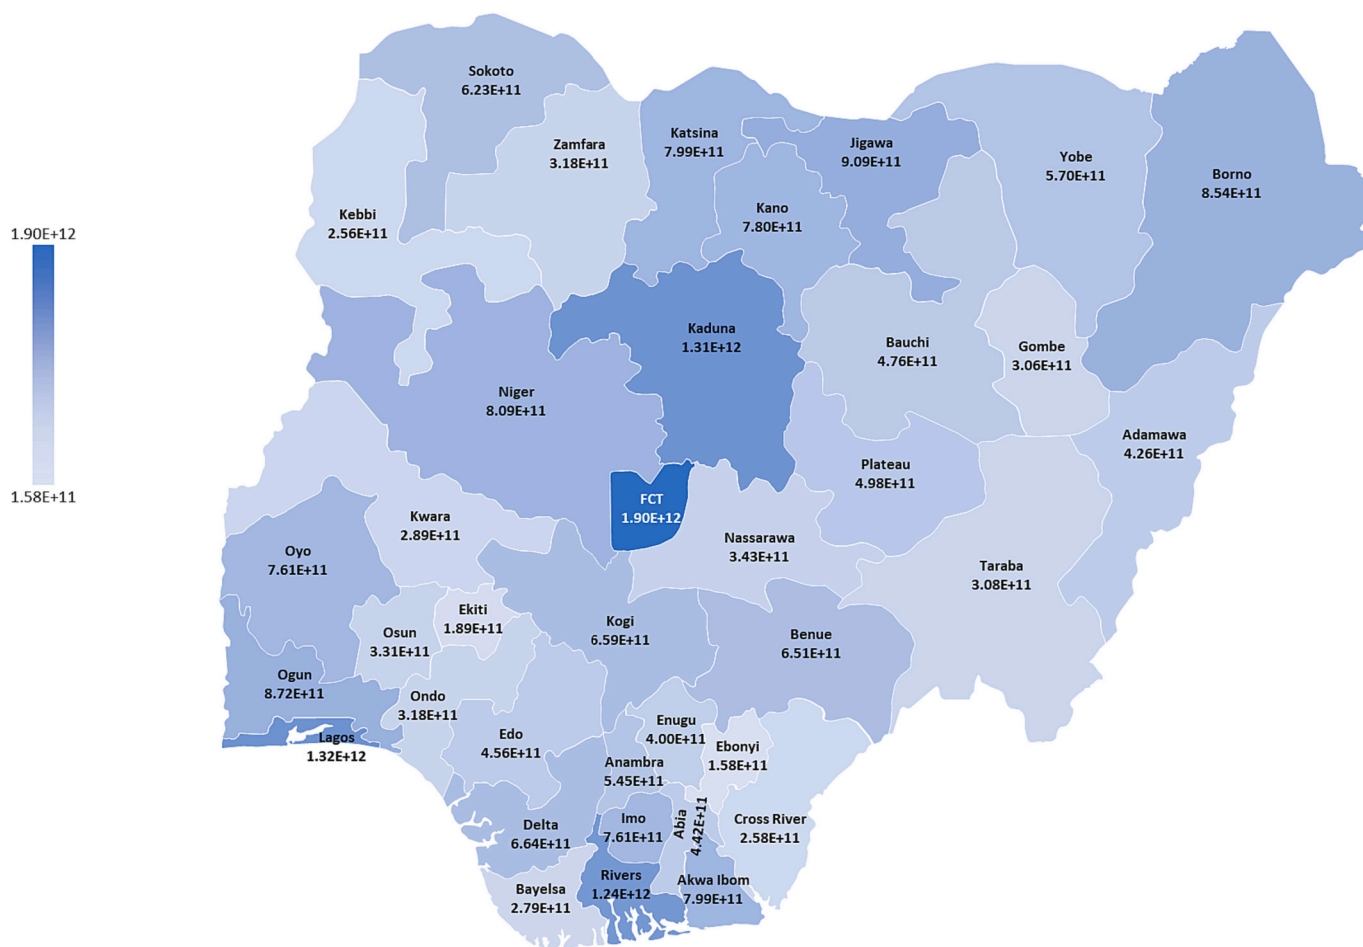 Sokoto
6.23E+11
Zamfara
3.18E+11
Katsina
7.99E+11
Jigawa
9.09E+11
Yobe
5.70E+11
Borno
8.54E+11
Kebbi
2.56E+11
Kano
7.80E+11
1.90E+12
1.58E+11
Kaduna
1.31E+12
Bauchi
4.76E+11
Gombe
3.06E+11
Niger
8.09E+11
Adamawa
4.26E+11
Plateau
4.98E+11
FCT
1.90E+12
Kwara
2.89E+11
Nassarawa
3.43E+11
Oyo
7.61E+11
Taraba
3.08E+11
Ekiti
1.89E+11
Osun
3.31E+11
Kogi
6.59E+11
Benue
6.51E+11
Ogun
8.72E+11
Ondo
3.18E+11
Lagos
1.32E+12
Edo
4.56E+11
Enugu
4.00E+11
Ebonyi
1.58E+11
Anambra
5.45E+11
Delta
6.64E+11
Imo
7.61E+11
Abia
4.42E+11
Cross River
2.58E+11
Bayelsa
2.79E+11
Rivers
1.24E+12
Akwa Ibom
7.99E+11